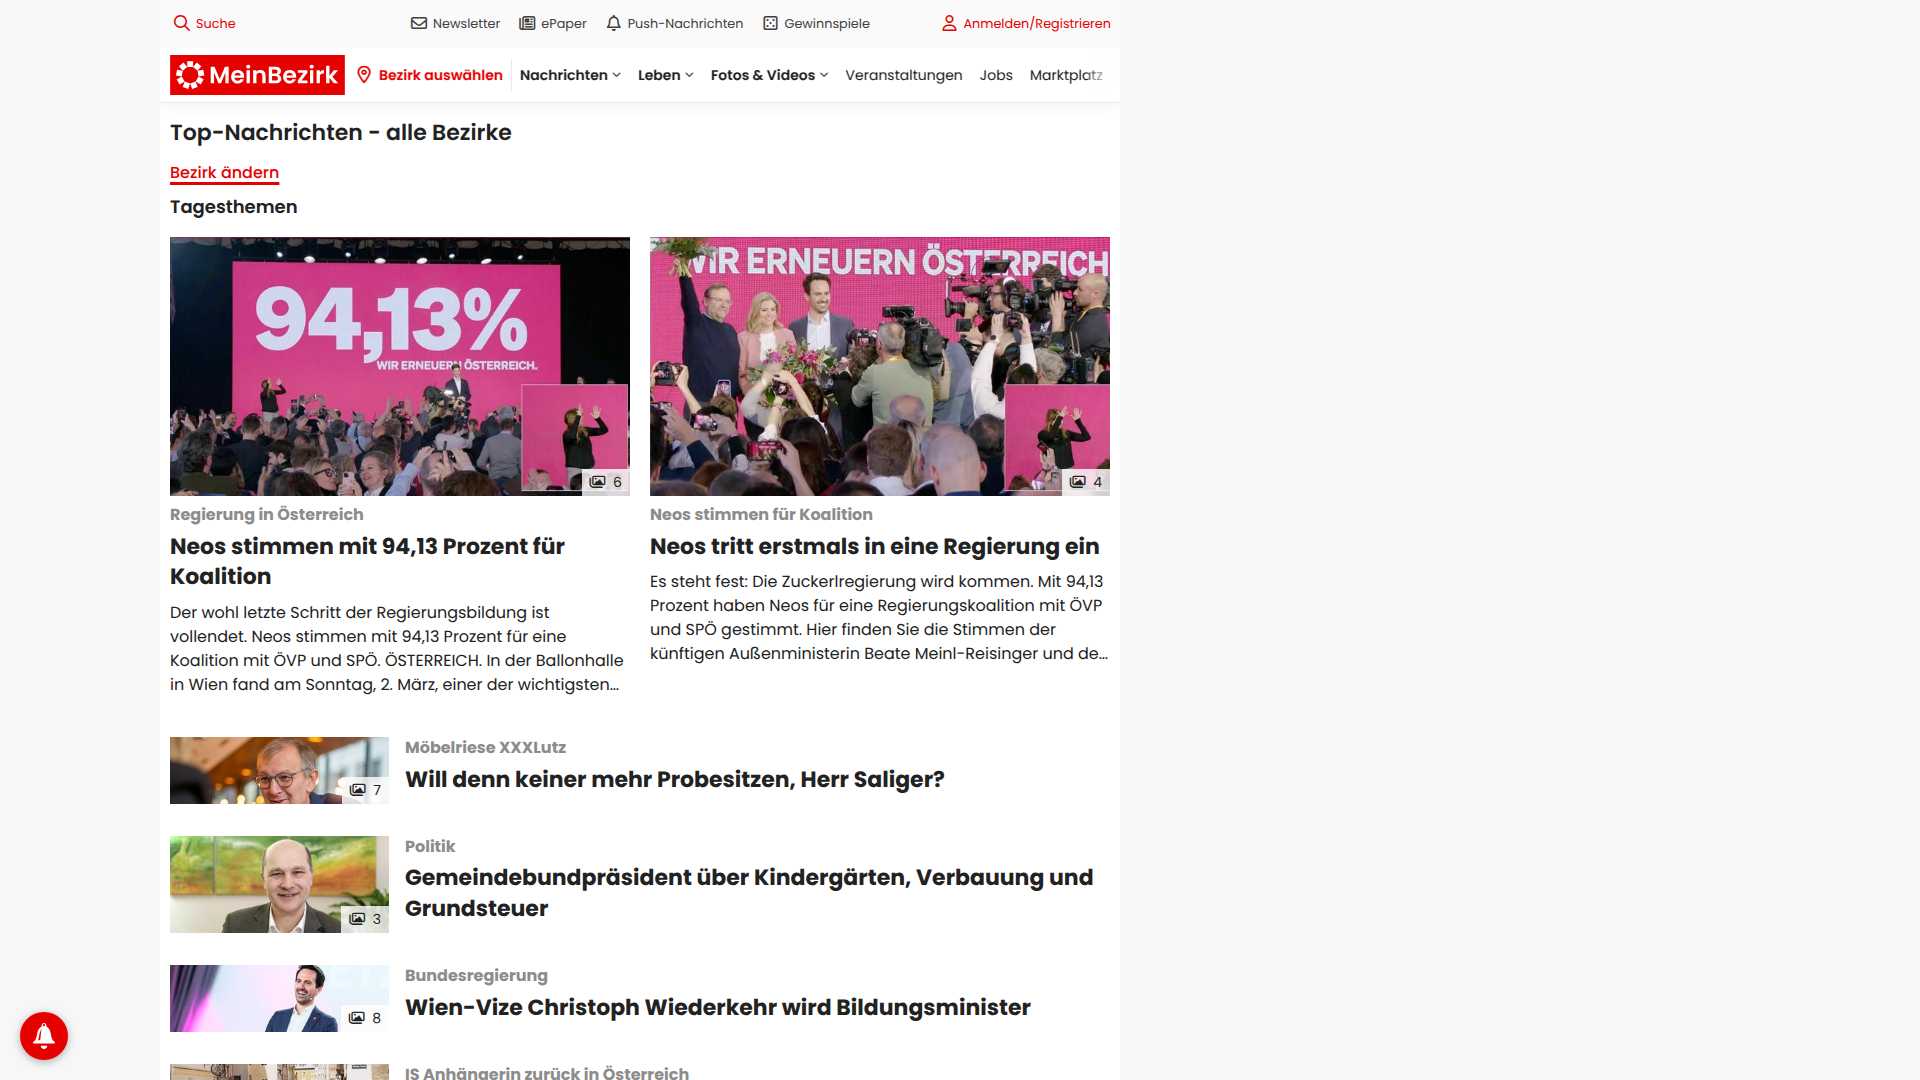 Suche
Newsletter
ePaper
Push-Nachrichten
Gewinnspiele
Anmelden/Registrieren
MeinBezirk
Bezirk auswählen
Nachrichten
Leben
Fotos & Videos
Veranstaltungen
Jobs
Marktplatz
Top-Nachrichten - alle Bezirke
Bezirk ändern
Tagesthemen
94,13%
WIR ERNEUERN ÖSTERREICH.
6
WIR ERNEUERN ÖSTERREICH
4
Regierung in Österreich
Neos stimmen mit 94,13 Prozent für
Koalition
Der wohl letzte Schritt der Regierungsbildung ist
vollendet. Neos stimmen mit 94,13 Prozent für eine
Koalition mit ÖVP und SPÖ. ÖSTERREICH. In der Ballonhalle
in Wien fand am Sonntag, 2. März, einer der wichtigsten…
Neos stimmen für Koalition
Neos tritt erstmals in eine Regierung ein
Es steht fest: Die Zuckerlregierung wird kommen. Mit 94,13
Prozent haben Neos für eine Regierungskoalition mit ÖVP
und SPÖ gestimmt. Hier finden Sie die Stimmen der
künftigen Außenministerin Beate Meinl-Reisinger und de…
7
Möbelriese XXXLutz
Will denn keiner mehr Probesitzen, Herr Saliger?
3
Politik
Gemeindebundpräsident über Kindergärten, Verbauung und
Grundsteuer
8
Bundesregierung
Wien-Vize Christoph Wiederkehr wird Bildungsminister
IS Anhängerin zurück in Österreich